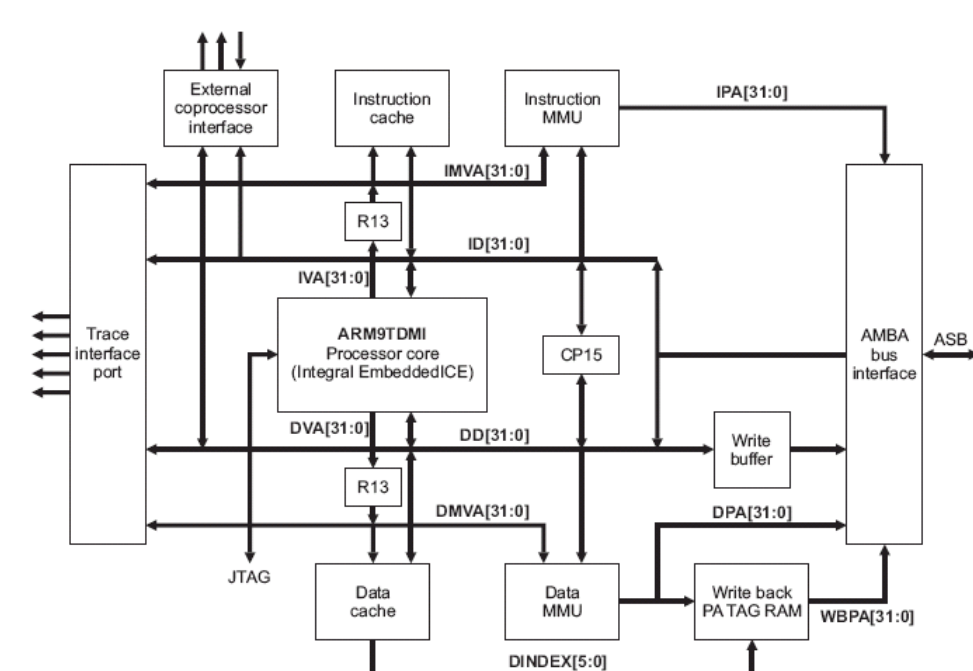 External
coprocessor
interface
Instruction
cache
Instruction
MMU
IPA[31:0]
IMVA[31:0]
R13
ID[31:0]
IVA[31:0]
Trace
interface
port
ARM9TDMI
Processor core
(Integral EmbeddedICE)
CP15
AMBA
bus
interface
ASB
DVA[31:0]
DD[31:0]
Write
buffer
R13
DMVA[31:0]
DPA[31:0]
JTAG
Data
cache
Data
MMU
Write back
PA TAG RAM
WBPA[31:0]
DINDEX[5:0]